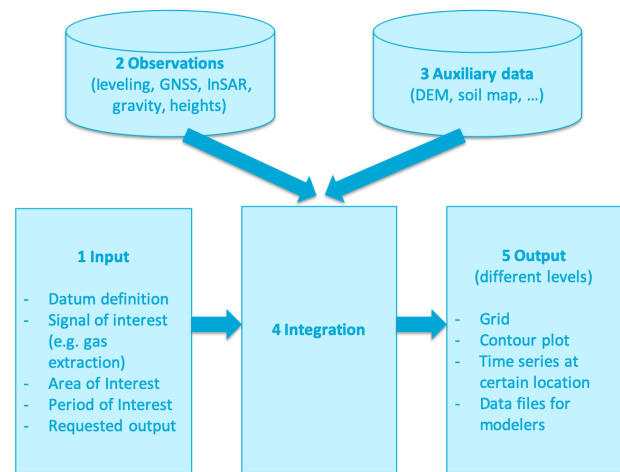 2 Observations
(leveling, GNSS, InSAR,
gravity, heights)
3 Auxiliary data
(DEM, soil map, ...)
1 Input
- Datum definition
- Signal of interest
(e.g. gas
extraction)
- Area of Interest
- Period of Interest
- Requested output
4 Integration
5 Output
(different levels)
- Grid
- Contour plot
- Time series at
certain location
- Data files for
modelers